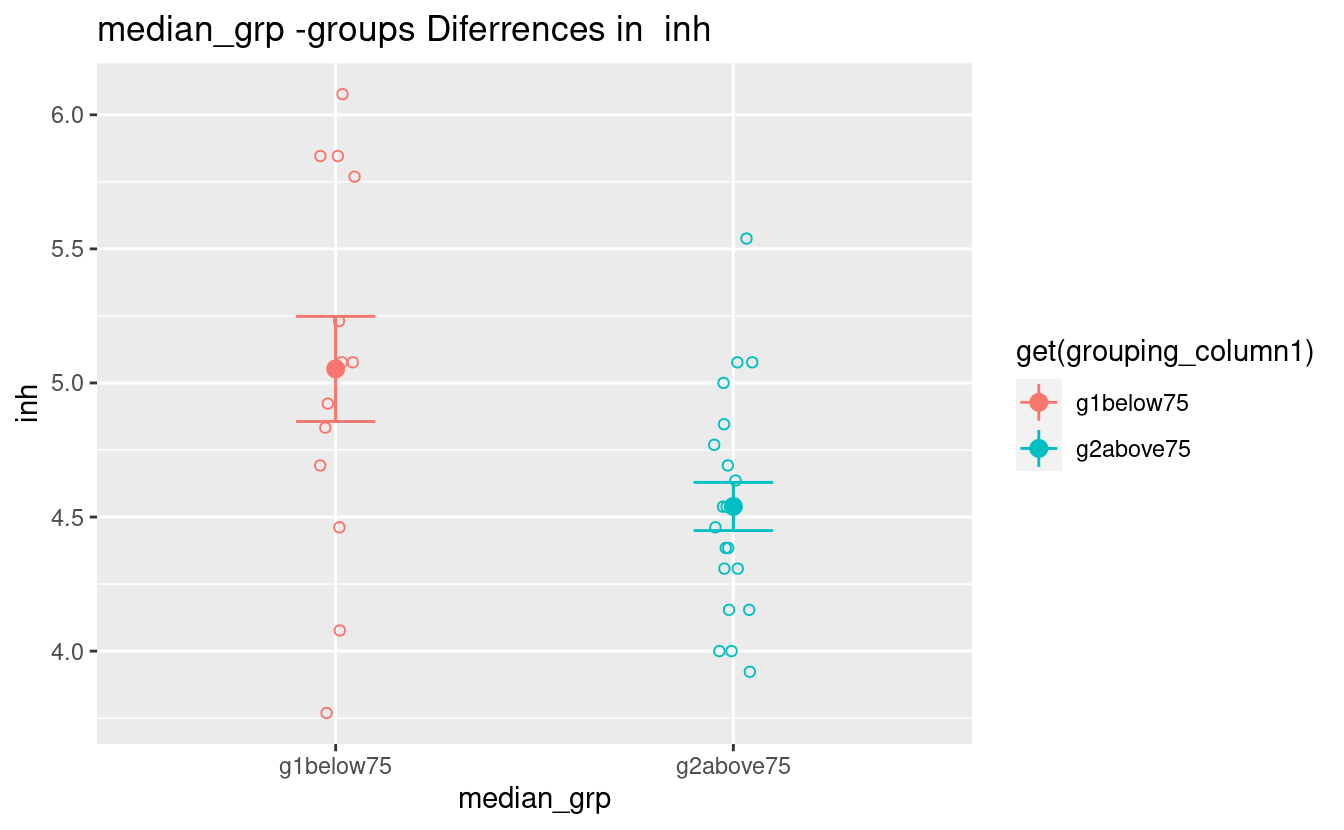 median_grp -groups Diferrences in  inh
6.0
5.5
5.0
4.5
4.0
inh
g1below75
g2above75
median_grp
get(grouping_column1)
g1below75
g2above75